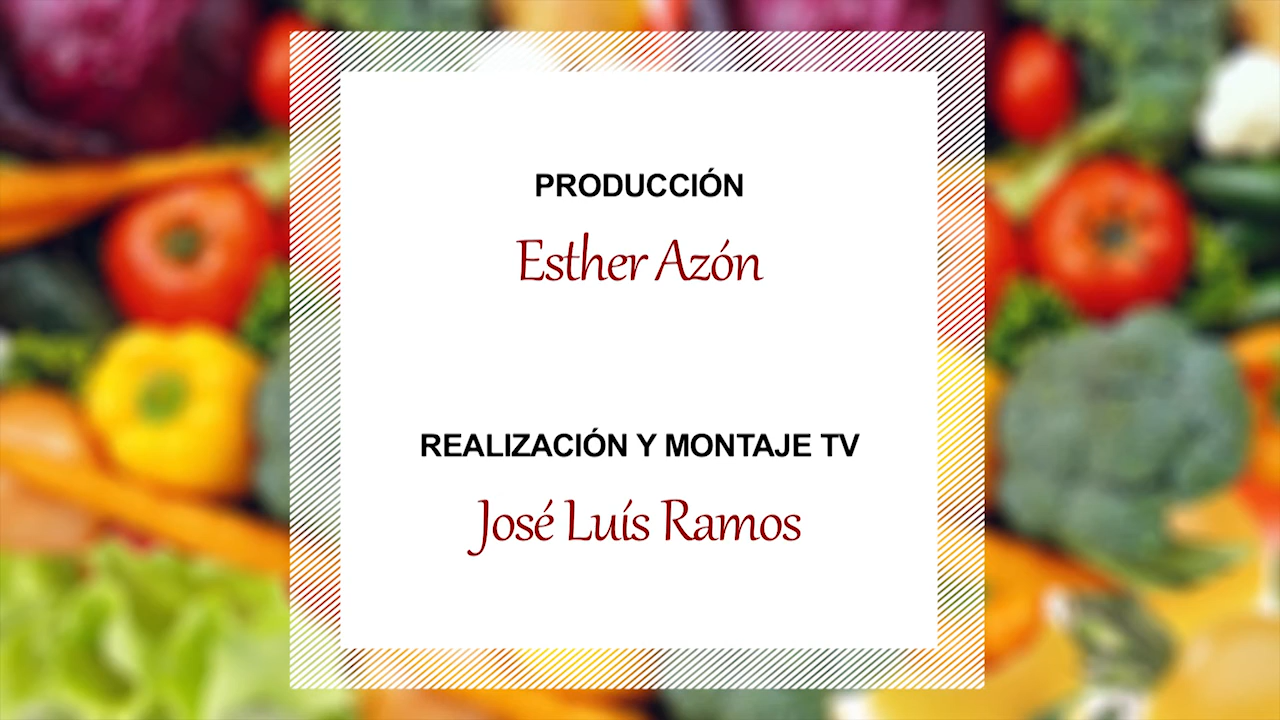 PRODUCCIÓN
Esther Azón
REALIZACIÓN Y MONTAJE TV
José Luís Ramos